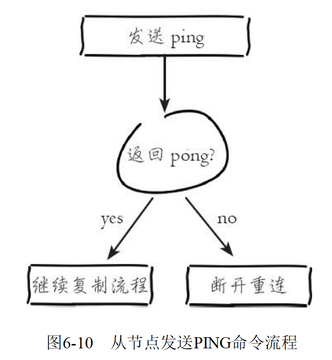 发送 ping
返回 pong?
yes
no
继续复制流程
断开重连
图6-10 从节点发送PING命令流程